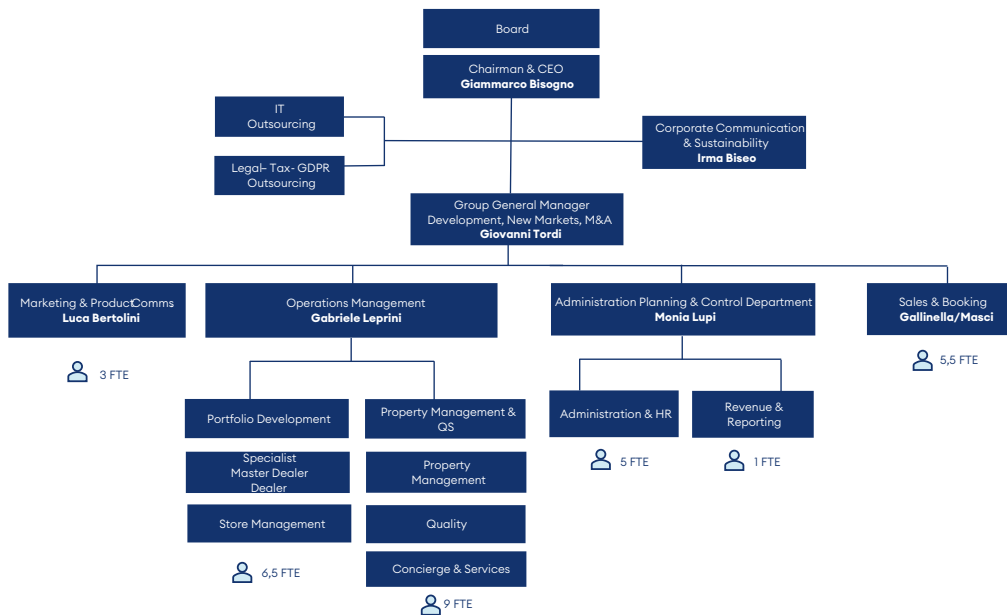 Board
Chairman & CEO
Giammarco Bisogno
IT
Outsourcing
Legal– Tax- GDPR
Outsourcing
Corporate Communication
& Sustainability
Irma Biseo
Group General Manager
Development, New Markets, M&A
Giovanni Tordi
Marketing & Product Comms
Luca Bertolini
3 FTE
Operations Management
Gabriele Leprini
Administration Planning & Control Department
Monia Lupi
Sales & Booking
Gallinella/Masci
5,5 FTE
Portfolio Development
Specialist
Master Dealer
Dealer
Store Management
6,5 FTE
Property Management &
QS
Property
Management
Quality
Concierge & Services
9 FTE
Administration & HR
5 FTE
Revenue &
Reporting
1 FTE